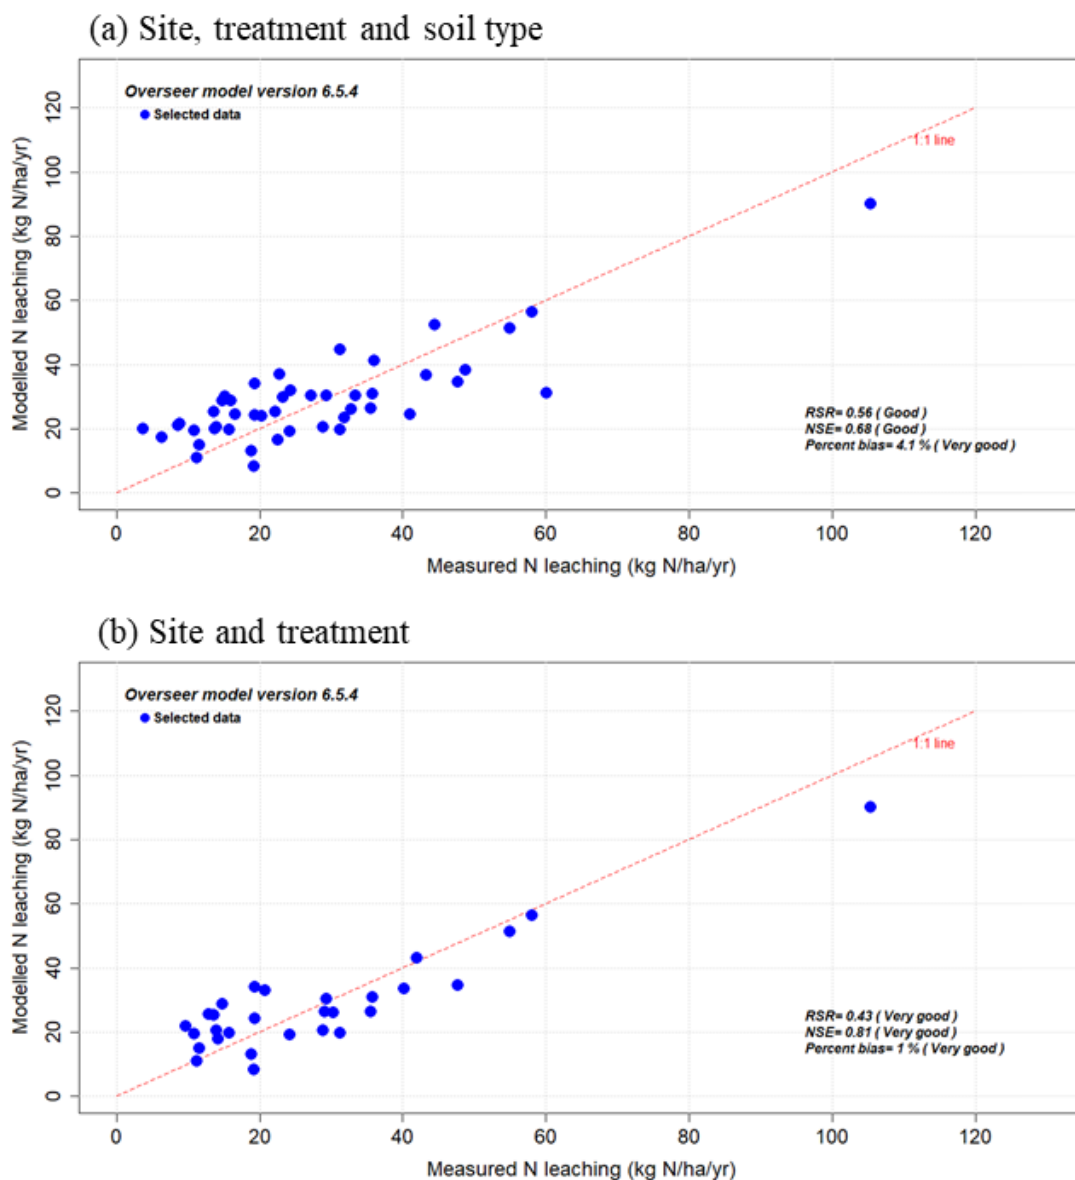 (a) Site, treatment and soil type
Overseer model version 6.5.4
Selected data
1:1 line
RSR= 0.56 ( Good )
NSE= 0.68 ( Good )
Percent bias= 4.1 % ( Very good )
Modelled N leaching (kg N/ha/yr)
120
100
80
60
40
20
0
0 20 40 60 80 100 120
Measured N leaching (kg N/ha/yr)
(b) Site and treatment
Overseer model version 6.5.4
Selected data
1:1 line
RSR= 0.43 ( Very good )
NSE= 0.81 ( Very good )
Percent bias= 1 % ( Very good )
Modelled N leaching (kg N/ha/yr)
120
100
80
60
40
20
0
0 20 40 60 80 100 120
Measured N leaching (kg N/ha/yr)